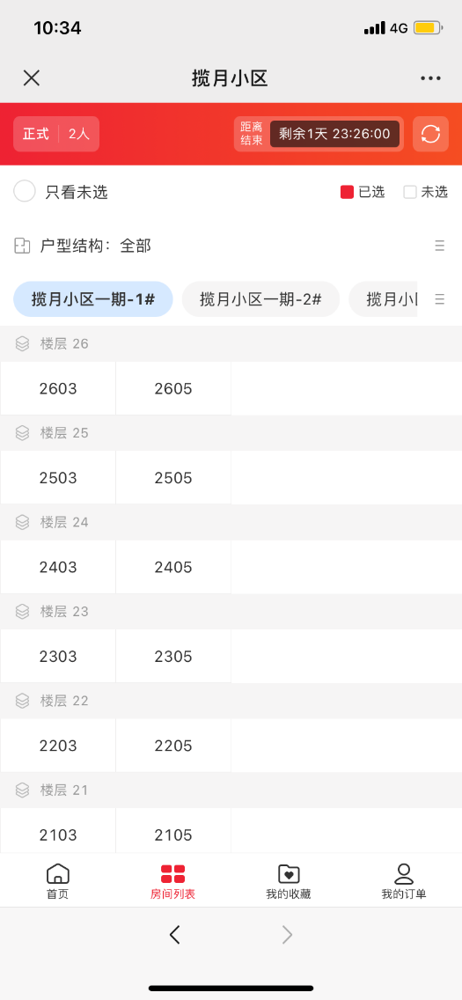 10:34
4G
揽月小区
正式 2人
距离
结束
剩余1天 23:26:00
只看未选
已选
未选
户型结构：全部
揽月小区一期-1#
揽月小区一期-2#
揽月小
楼层 26
2603
2605
楼层 25
2503
2505
楼层 24
2403
2405
楼层 23
2303
2305
楼层 22
2203
2205
楼层 21
2103
2105
首页
房间列表
我的收藏
我的订单